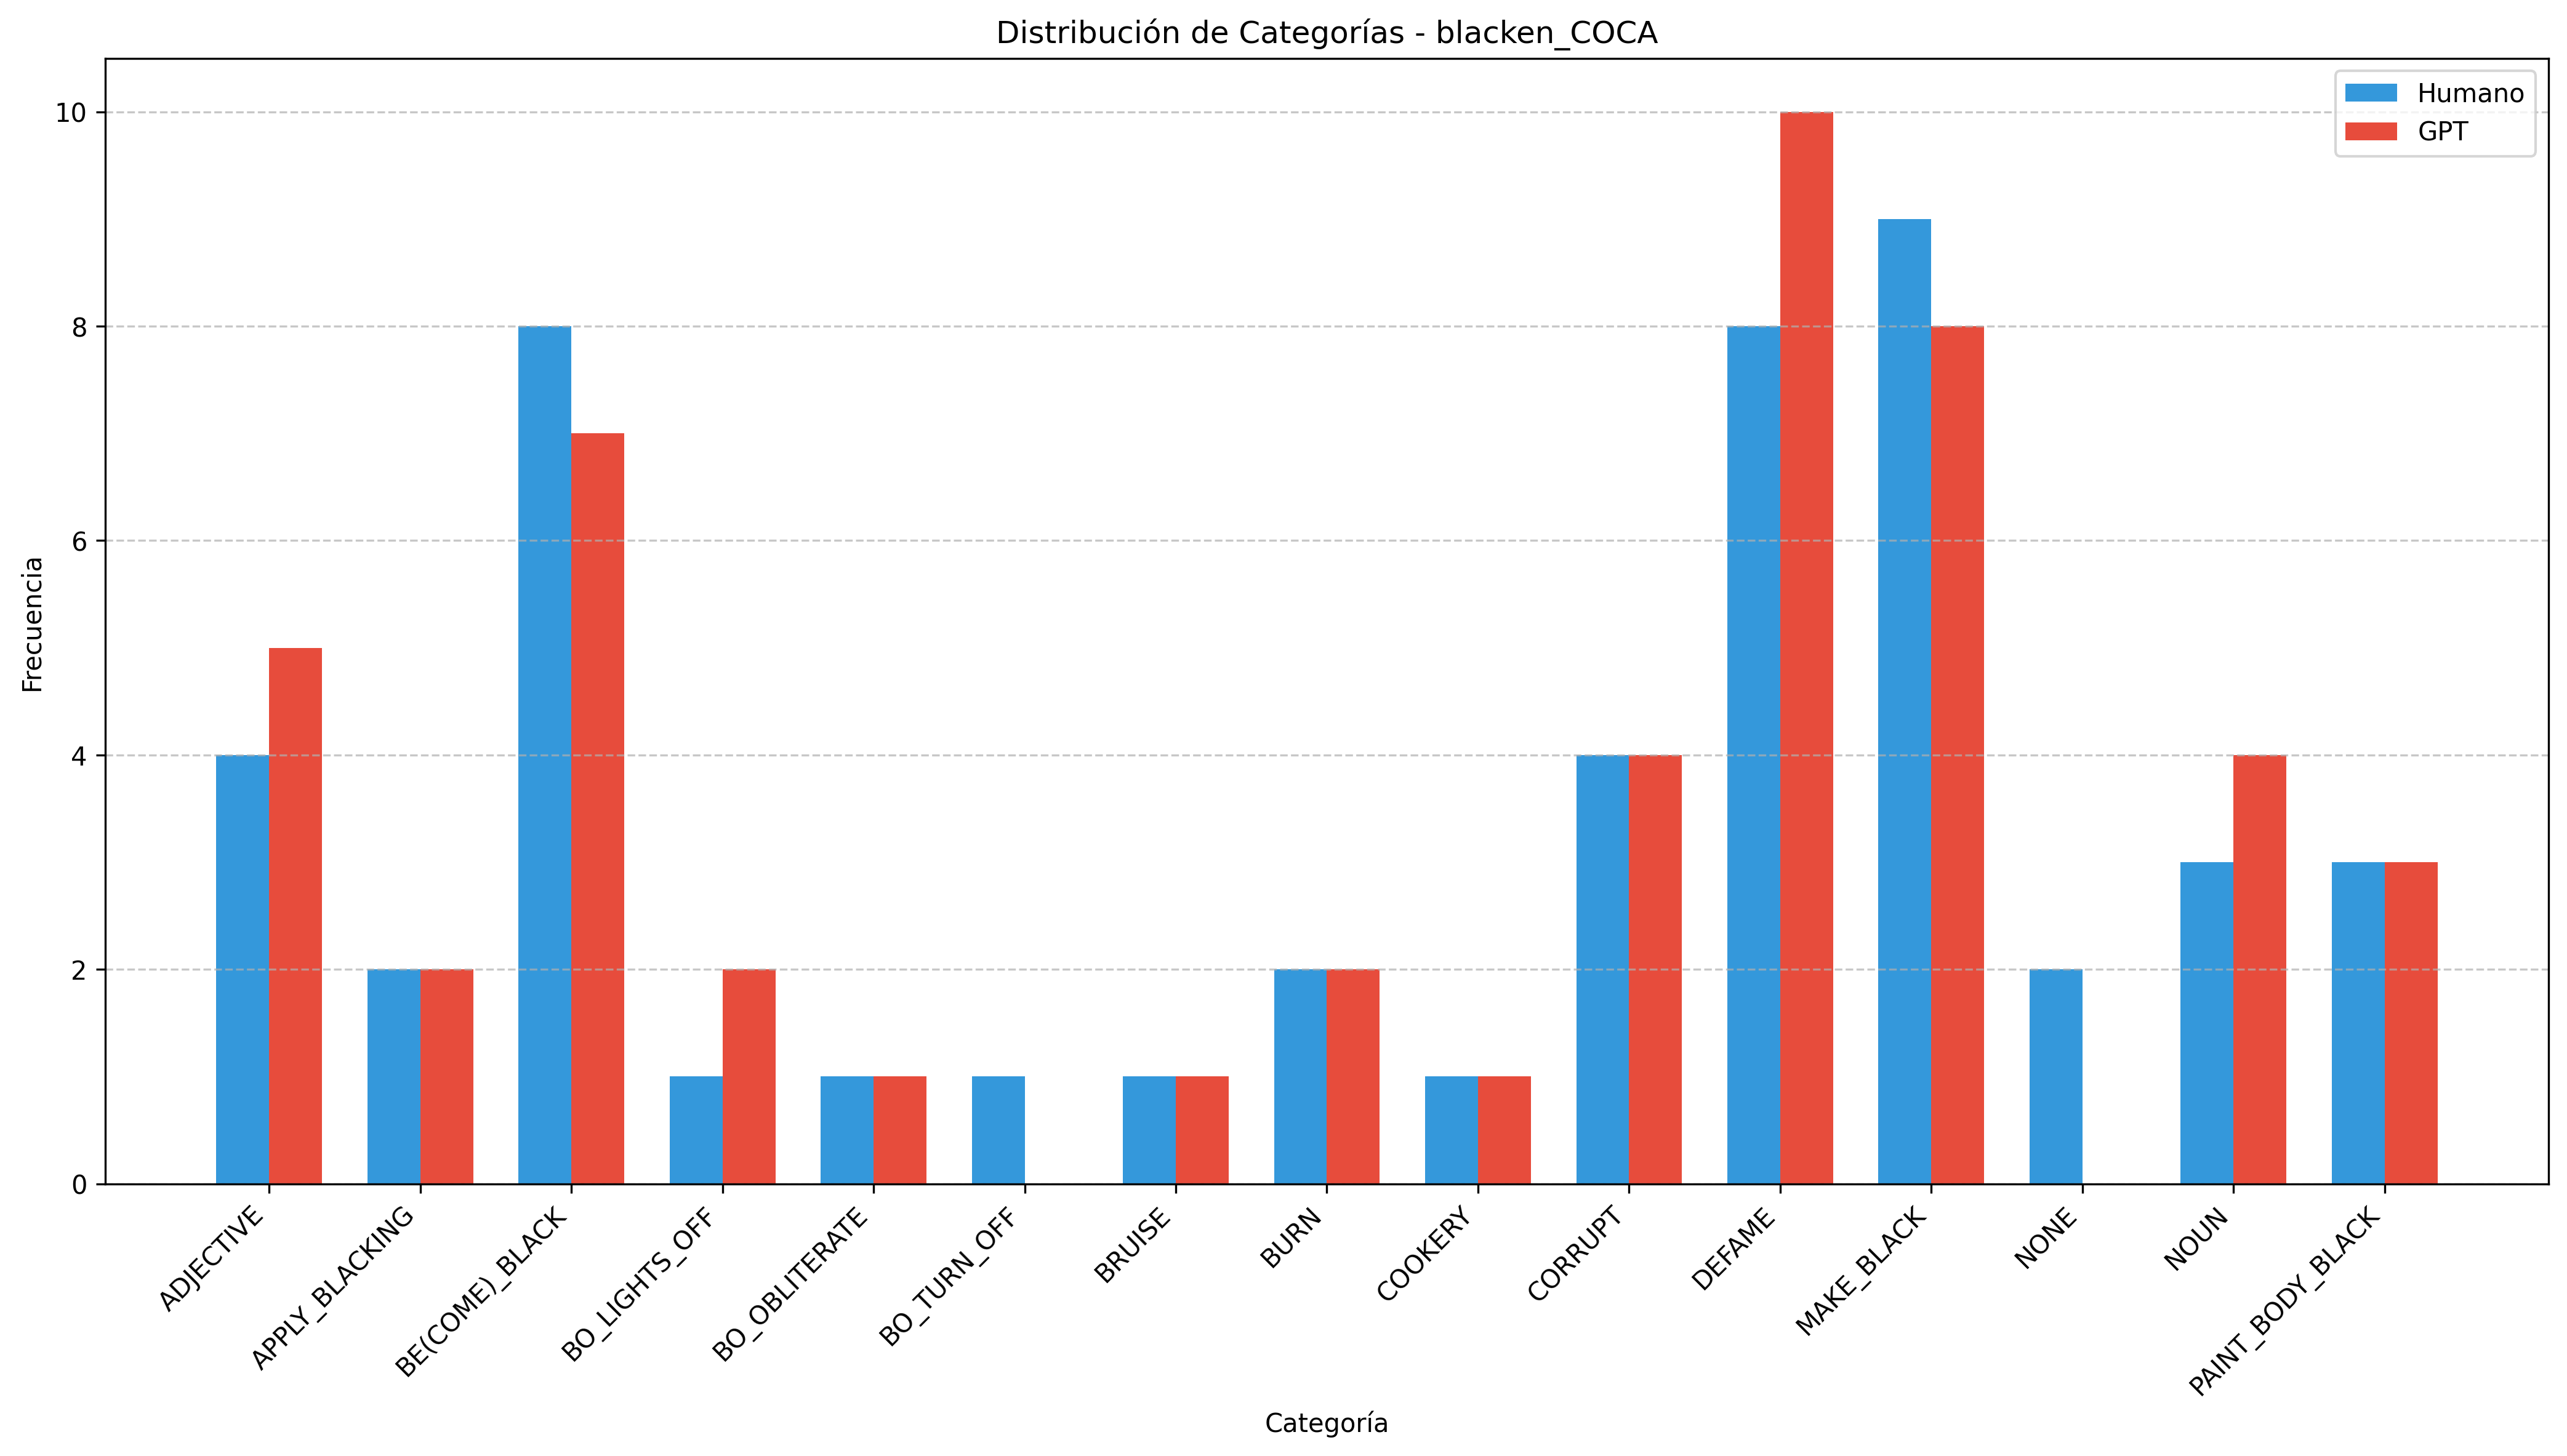 Distribución de Categorías - blacken_COCA
Humano
GPT
Frecuencia
10
8
6
4
2
0
ADJECTIVE
APPLY_BLACKING
BE(COME)_BLACK
BO_LIGHTS_OFF
BO_OBLITERATE
BO_TURN_OFF
BRUISE
BURN
COOKERY
CORRUPT
DEFAME
MAKE_BLACK
NONE
NOUN
PAINT_BODY_BLACK
Categoría